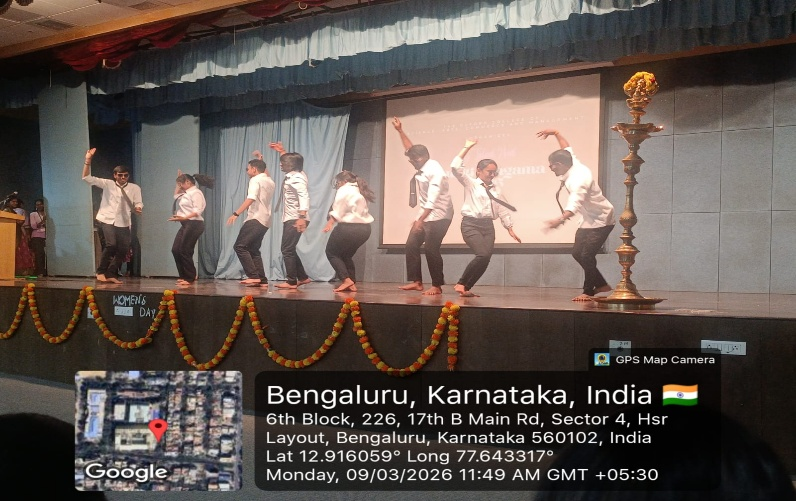 WOMEN'S
DAY
GPS Map Camera
Google
Bengaluru, Karnataka, India
6th Block, 226, 17th B Main Rd, Sector 4, Hsr
Layout, Bengaluru, Karnataka 560102, India
Lat 12.916059° Long 77.643317°
Monday, 09/03/2026 11:49 AM GMT +05:30